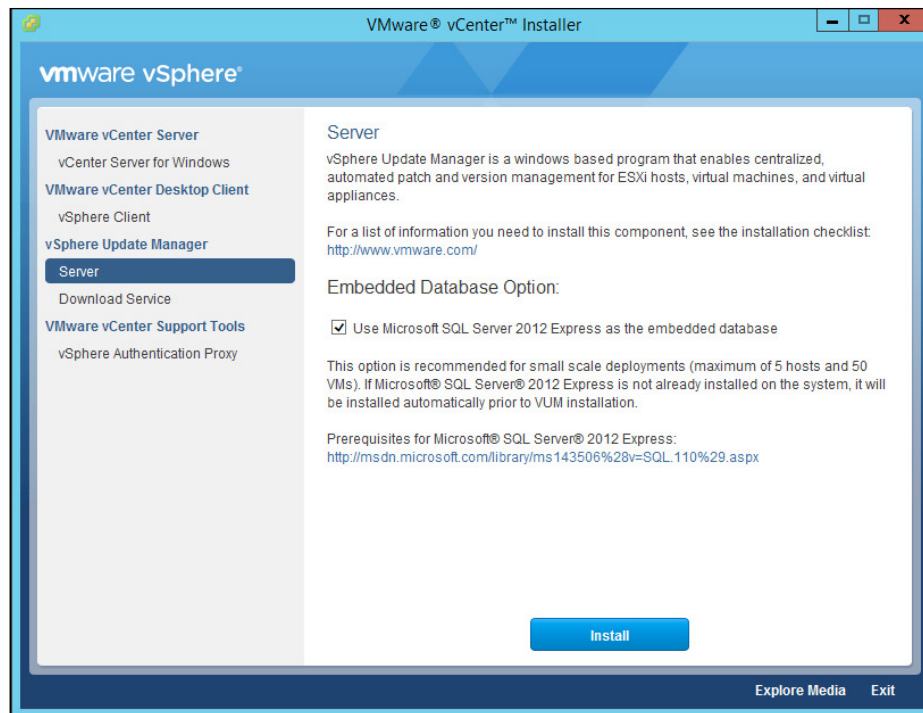 VMware® vCenter™ Installer
vmware vSphere®
VMware vCenter Server
vCenter Server for Windows
VMware vCenter Desktop Client
vSphere Client
vSphere Update Manager
Server
Download Service
VMware vCenter Support Tools
vSphere Authentication Proxy
Server
vSphere Update Manager is a windows based program that enables centralized,
automated patch and version management for ESXi hosts, virtual machines, and virtual
appliances.
For a list of information you need to install this component, see the installation checklist:
http://www.vmware.com/
Embedded Database Option:
Use Microsoft SQL Server 2012 Express as the embedded database
This option is recommended for small scale deployments (maximum of 5 hosts and 50
VMs). If Microsoft® SQL Server® 2012 Express is not already installed on the system, it will
be installed automatically prior to VUM installation.
Prerequisites for Microsoft® SQL Server® 2012 Express:
http://msdn.microsoft.com/library/ms143506%28v=SQL.110%29.aspx
Install
Explore Media Exit